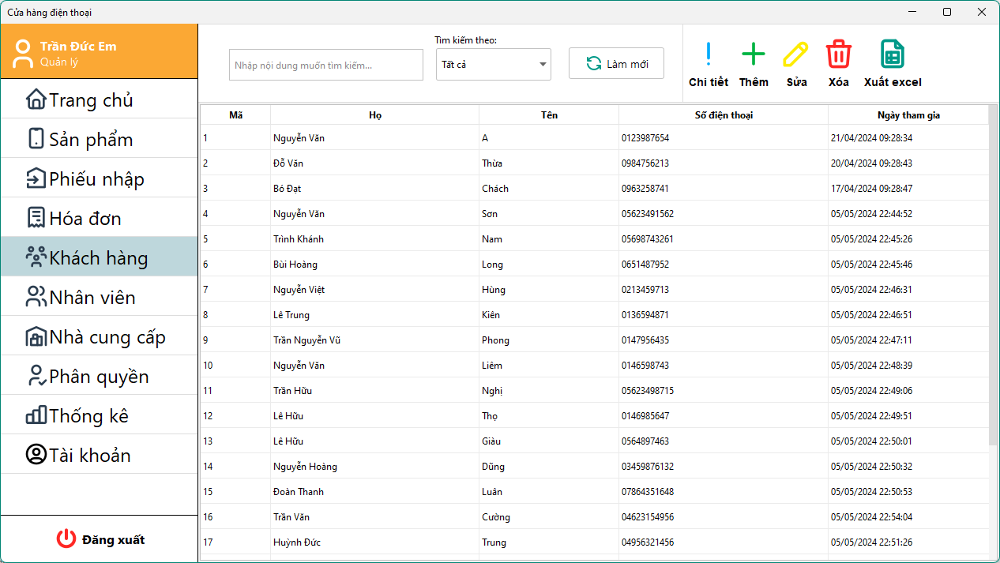 Cửa hàng điện thoại
Trần Đức Em
Quản lý
Trang chủ
Sản phẩm
Phiếu nhập
Hóa đơn
Khách hàng
Nhân viên
Nhà cung cấp
Phân quyền
Thống kê
Tài khoản
Đăng xuất
Nhập nội dung muốn tìm kiếm...
Tìm kiếm theo:
Tất cả
Làm mới
Chi tiết Thêm Sửa Xóa Xuất excel
Mã Họ Tên Số điện thoại Ngày tham gia
1 Nguyễn Văn A 0123987654 21/04/2024 09:28:34
2 Đỗ Văn Thừa 0984756213 20/04/2024 09:28:43
3 Bó Đạt Chách 0963258741 17/04/2024 09:28:47
4 Nguyễn Văn Sơn 05623491562 05/05/2024 22:44:52
5 Trình Khánh Nam 05698743261 05/05/2024 22:45:26
6 Bùi Hoàng Long 0651487952 05/05/2024 22:45:46
7 Nguyễn Việt Hùng 0213459713 05/05/2024 22:46:31
8 Lê Trung Kiên 0136594871 05/05/2024 22:46:51
9 Trần Nguyễn Vũ Phong 0147956435 05/05/2024 22:47:11
10 Nguyễn Văn Liêm 0146598743 05/05/2024 22:48:39
11 Trần Hữu Nghị 05623498715 05/05/2024 22:49:06
12 Lê Hữu Thọ 0146985647 05/05/2024 22:49:51
13 Lê Hữu Giàu 0564897463 05/05/2024 22:50:01
14 Nguyễn Hoàng Dũng 03459876132 05/05/2024 22:50:32
15 Đoàn Thanh Luân 07864351648 05/05/2024 22:50:53
16 Trần Văn Cường 04623154956 05/05/2024 22:54:04
17 Huỳnh Đức Trung 04956321456 05/05/2024 22:51:26